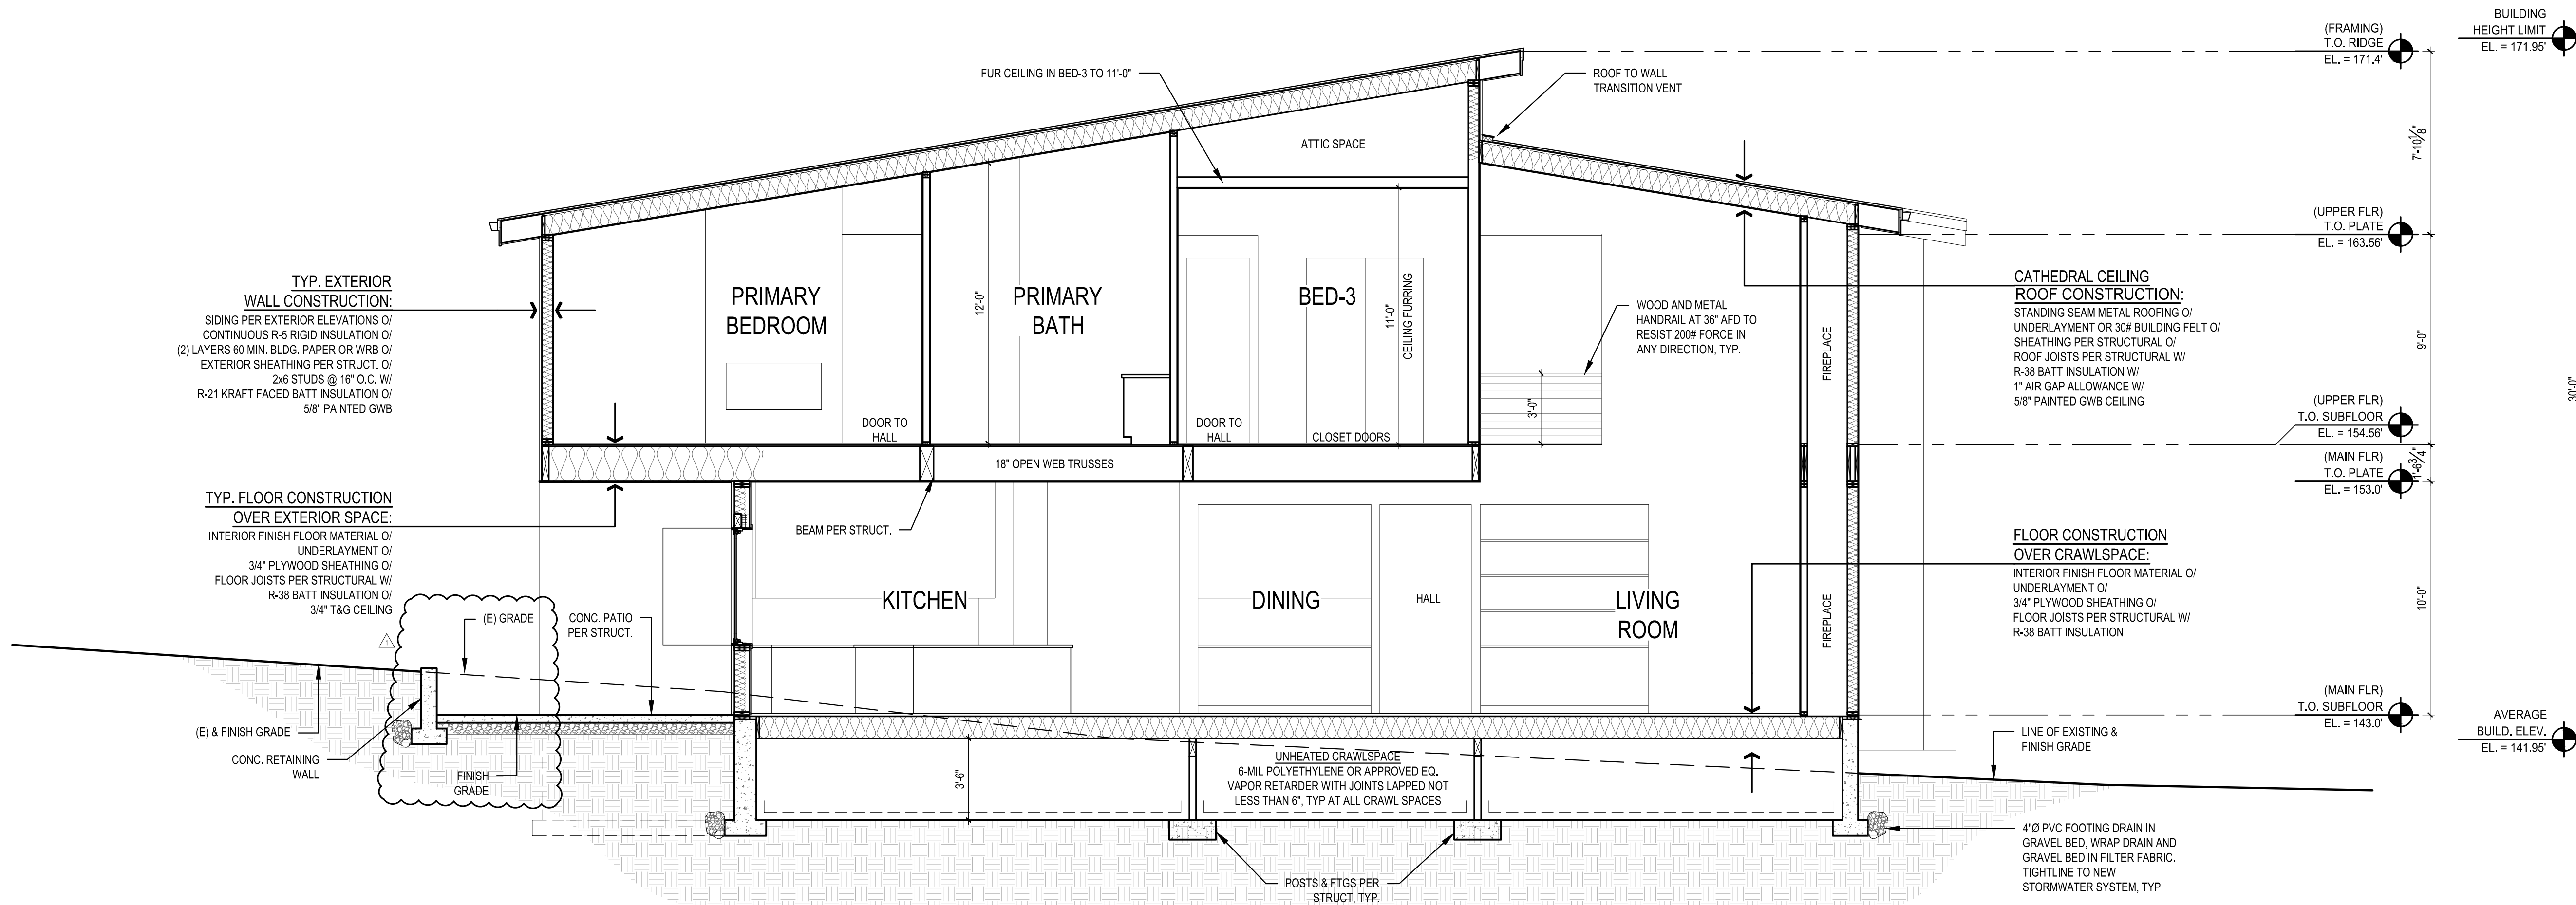 BUILDING
HEIGHT LIMIT
EL. = 171.95'
(FRAMING)
T.O. RIDGE
EL. = 171.4'
FUR CEILING IN BED-3 TO 11'-0"
ROOF TO WALL
TRANSITION VENT
ATTIC SPACE
7'-10 1/8"
(UPPER FLR)
T.O. PLATE
EL. = 163.56'
TYP. EXTERIOR
WALL CONSTRUCTION:
SIDING PER EXTERIOR ELEVATIONS O/
CONTINUOUS R-5 RIGID INSULATION O/
(2) LAYERS 60 MIN. BLDG. PAPER OR WRB O/
EXTERIOR SHEATHING PER STRUCT. O/
2x6 STUDS @ 16" O.C. W/
R-21 KRAFT FACED BATT INSULATION O/
5/8" PAINTED GWB
PRIMARY
BEDROOM
12'-0"
PRIMARY
BATH
BED-3
11'-0"
CEILING FURRING
WOOD AND METAL
HANDRAIL AT 36" AFD TO
RESIST 200# FORCE IN
ANY DIRECTION, TYP.
3'-0"
FIREPLACE
CATHEDRAL CEILING
ROOF CONSTRUCTION:
STANDING SEAM METAL ROOFING O/
UNDERLAYMENT OR 30# BUILDING FELT O/
SHEATHING PER STRUCTURAL O/
ROOF JOISTS PER STRUCTURAL W/
R-38 BATT INSULATION W/
1" AIR GAP ALLOWANCE W/
5/8" PAINTED GWB CEILING
9'-0"
30'-0"
DOOR TO
HALL
DOOR TO
HALL
CLOSET DOORS
(UPPER FLR)
T.O. SUBFLOOR
EL. = 154.56'
18" OPEN WEB TRUSSES
1'-6 3/4"
(MAIN FLR)
T.O. PLATE
EL. = 153.0'
TYP. FLOOR CONSTRUCTION
OVER EXTERIOR SPACE:
INTERIOR FINISH FLOOR MATERIAL O/
UNDERLAYMENT O/
3/4" PLYWOOD SHEATHING O/
FLOOR JOISTS PER STRUCTURAL W/
R-38 BATT INSULATION O/
3/4" T&G CEILING
BEAM PER STRUCT.
KITCHEN
DINING
HALL
LIVING
ROOM
FIREPLACE
FLOOR CONSTRUCTION
OVER CRAWLSPACE:
INTERIOR FINISH FLOOR MATERIAL O/
UNDERLAYMENT O/
3/4" PLYWOOD SHEATHING O/
FLOOR JOISTS PER STRUCTURAL W/
R-38 BATT INSULATION
10'-0"
1
(E) GRADE
CONC. PATIO
PER STRUCT.
(E) & FINISH GRADE
CONC. RETAINING
WALL
FINISH
GRADE
(MAIN FLR)
T.O. SUBFLOOR
EL. = 143.0'
AVERAGE
BUILD. ELEV.
EL. = 141.95'
3'-6"
UNHEATED CRAWLSPACE
6-MIL POLYETHYLENE OR APPROVED EQ.
VAPOR RETARDER WITH JOINTS LAPPED NOT
LESS THAN 6", TYP AT ALL CRAWL SPACES
LINE OF EXISTING &
FINISH GRADE
4"Ø PVC FOOTING DRAIN IN
GRAVEL BED, WRAP DRAIN AND
GRAVEL BED IN FILTER FABRIC.
TIGHTLINE TO NEW
STORMWATER SYSTEM, TYP.
POSTS & FTGS PER
STRUCT, TYP.